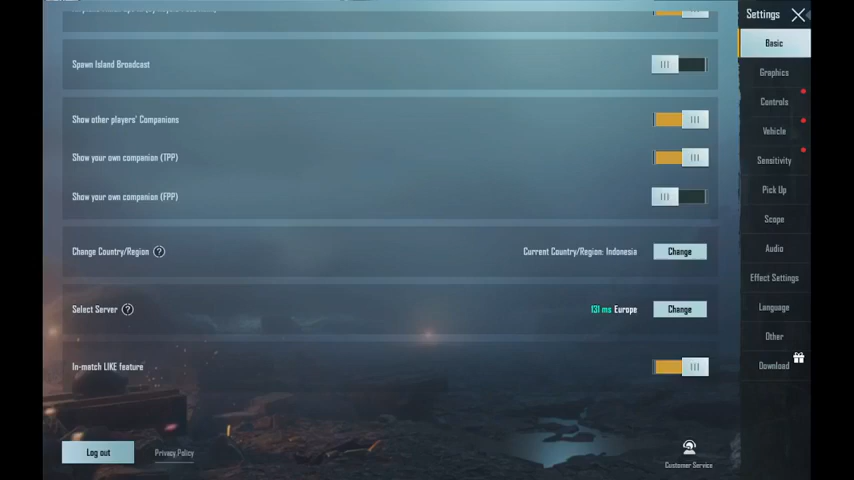 Settings
Basic
Spawn Island Broadcast
Graphics
Controls
Show other players' Companions
Vehicle
Show your own companion (TPP)
Sensitivity
Show your own companion (FPP)
Pick Up
Scope
Change Country/Region ?
Current Country/Region: Indonesia
Change
Audio
Effect Settings
Select Server ?
131 ms Europe
Change
Language
Other
In-match LIKE feature
Download
Log out
Privacy Policy
Customer Service